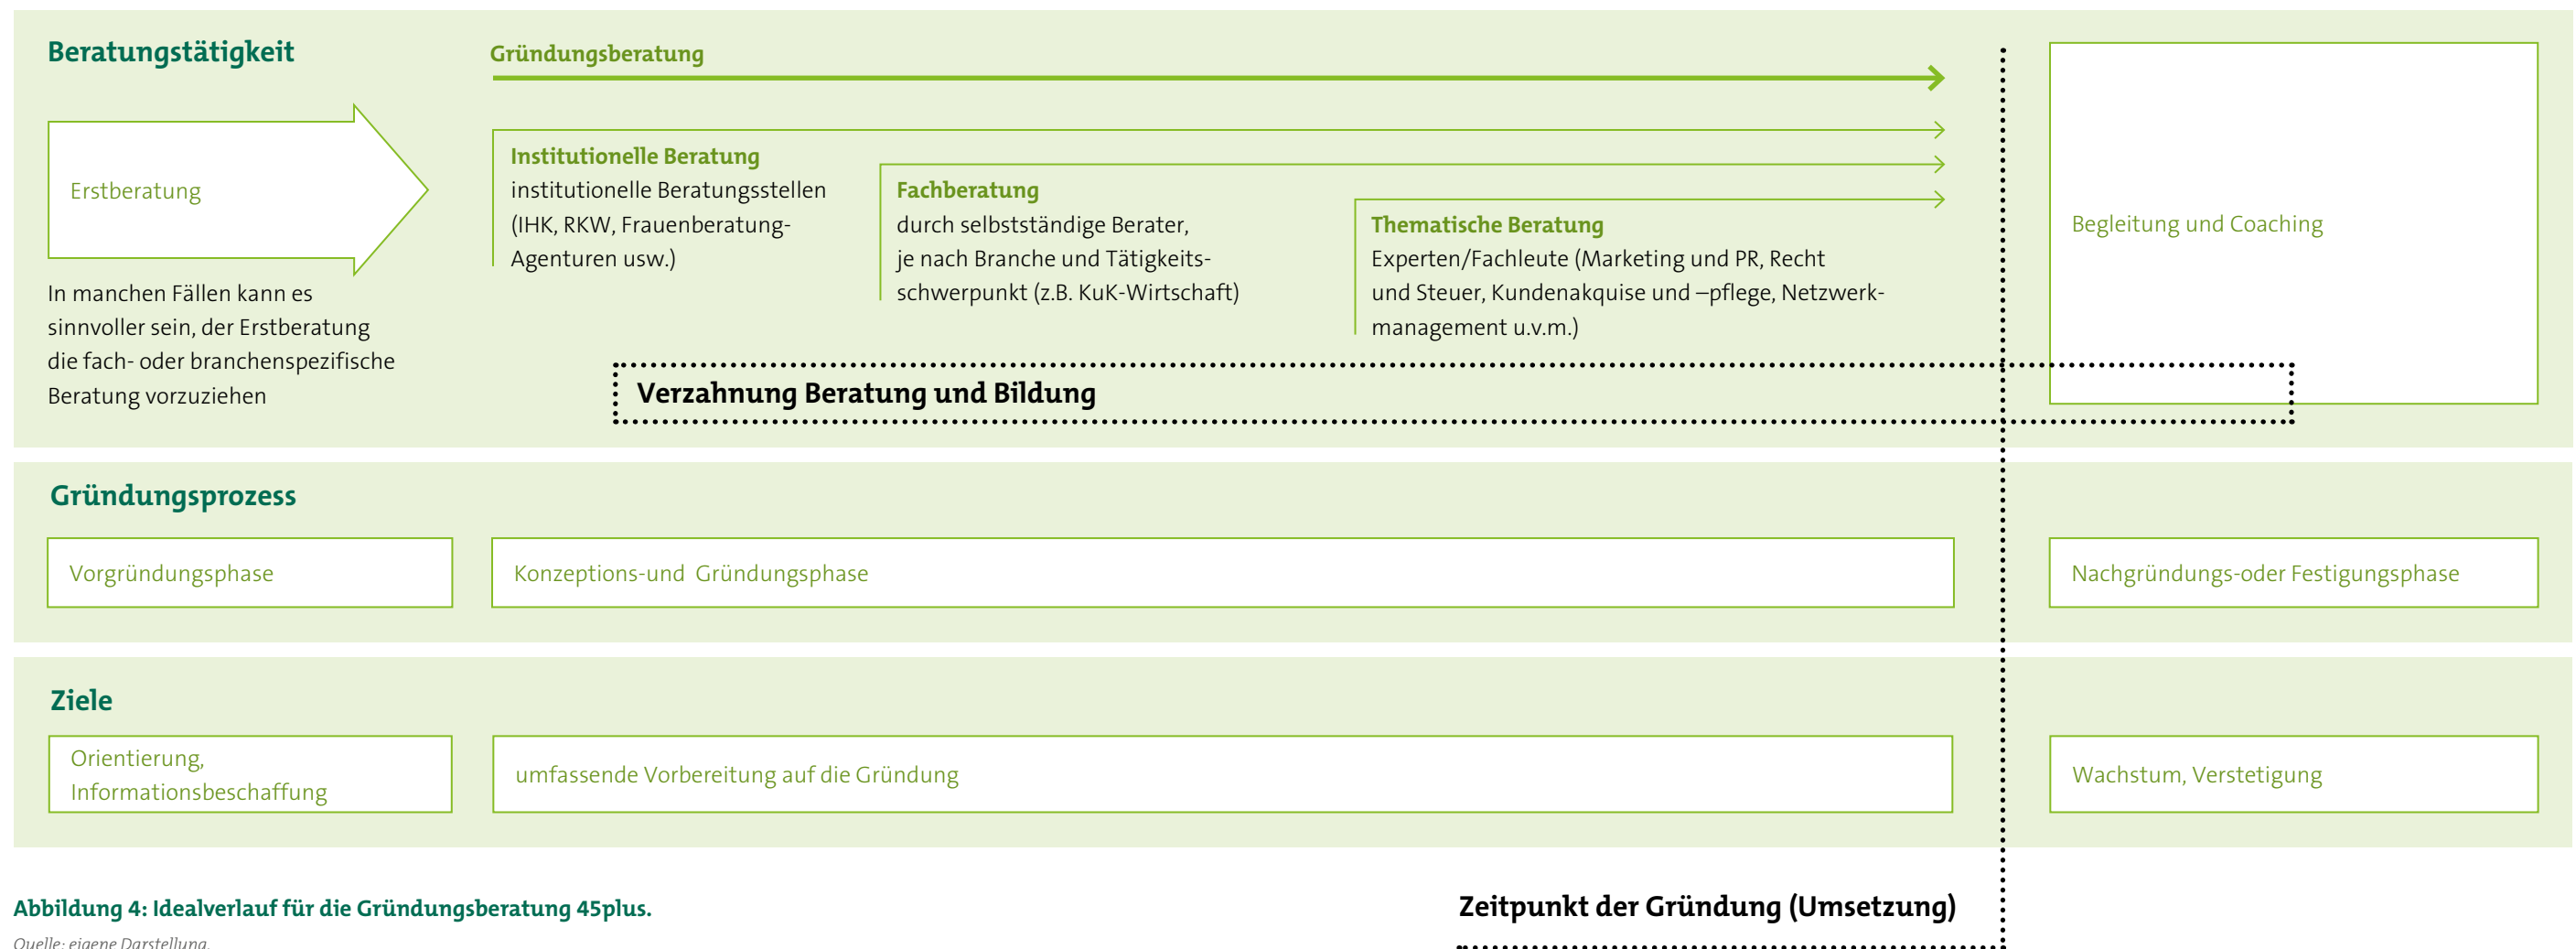 Beratungstätigkeit
Gründungsberatung
Erstberatung
In manchen Fällen kann es
sinnvoller sein, der Erstberatung
die fach- oder branchenspezifische
Beratung vorzuziehen
Institutionelle Beratung
institutionelle Beratungsstellen
(IHK, RKW, Frauenberatung-
Agenturen usw.)
Fachberatung
durch selbstständige Berater,
je nach Branche und Tätigkeits-
schwerpunkt (z.B. KuK-Wirtschaft)
Thematische Beratung
Experten/Fachleute (Marketing und PR, Recht
und Steuer, Kundenakquise und –pflege, Netzwerk-
management u.v.m.)
Begleitung und Coaching
Verzahnung Beratung und Bildung
Gründungsprozess
Vorgründungsphase
Konzeptions-und Gründungsphase
Nachgründungs-oder Festigungsphase
Ziele
Orientierung,
Informationsbeschaffung
umfassende Vorbereitung auf die Gründung
Wachstum, Verstetigung
Zeitpunkt der Gründung (Umsetzung)
Abbildung 4: Idealverlauf für die Gründungsberatung 45plus.
Quelle: eigene Darstellung.